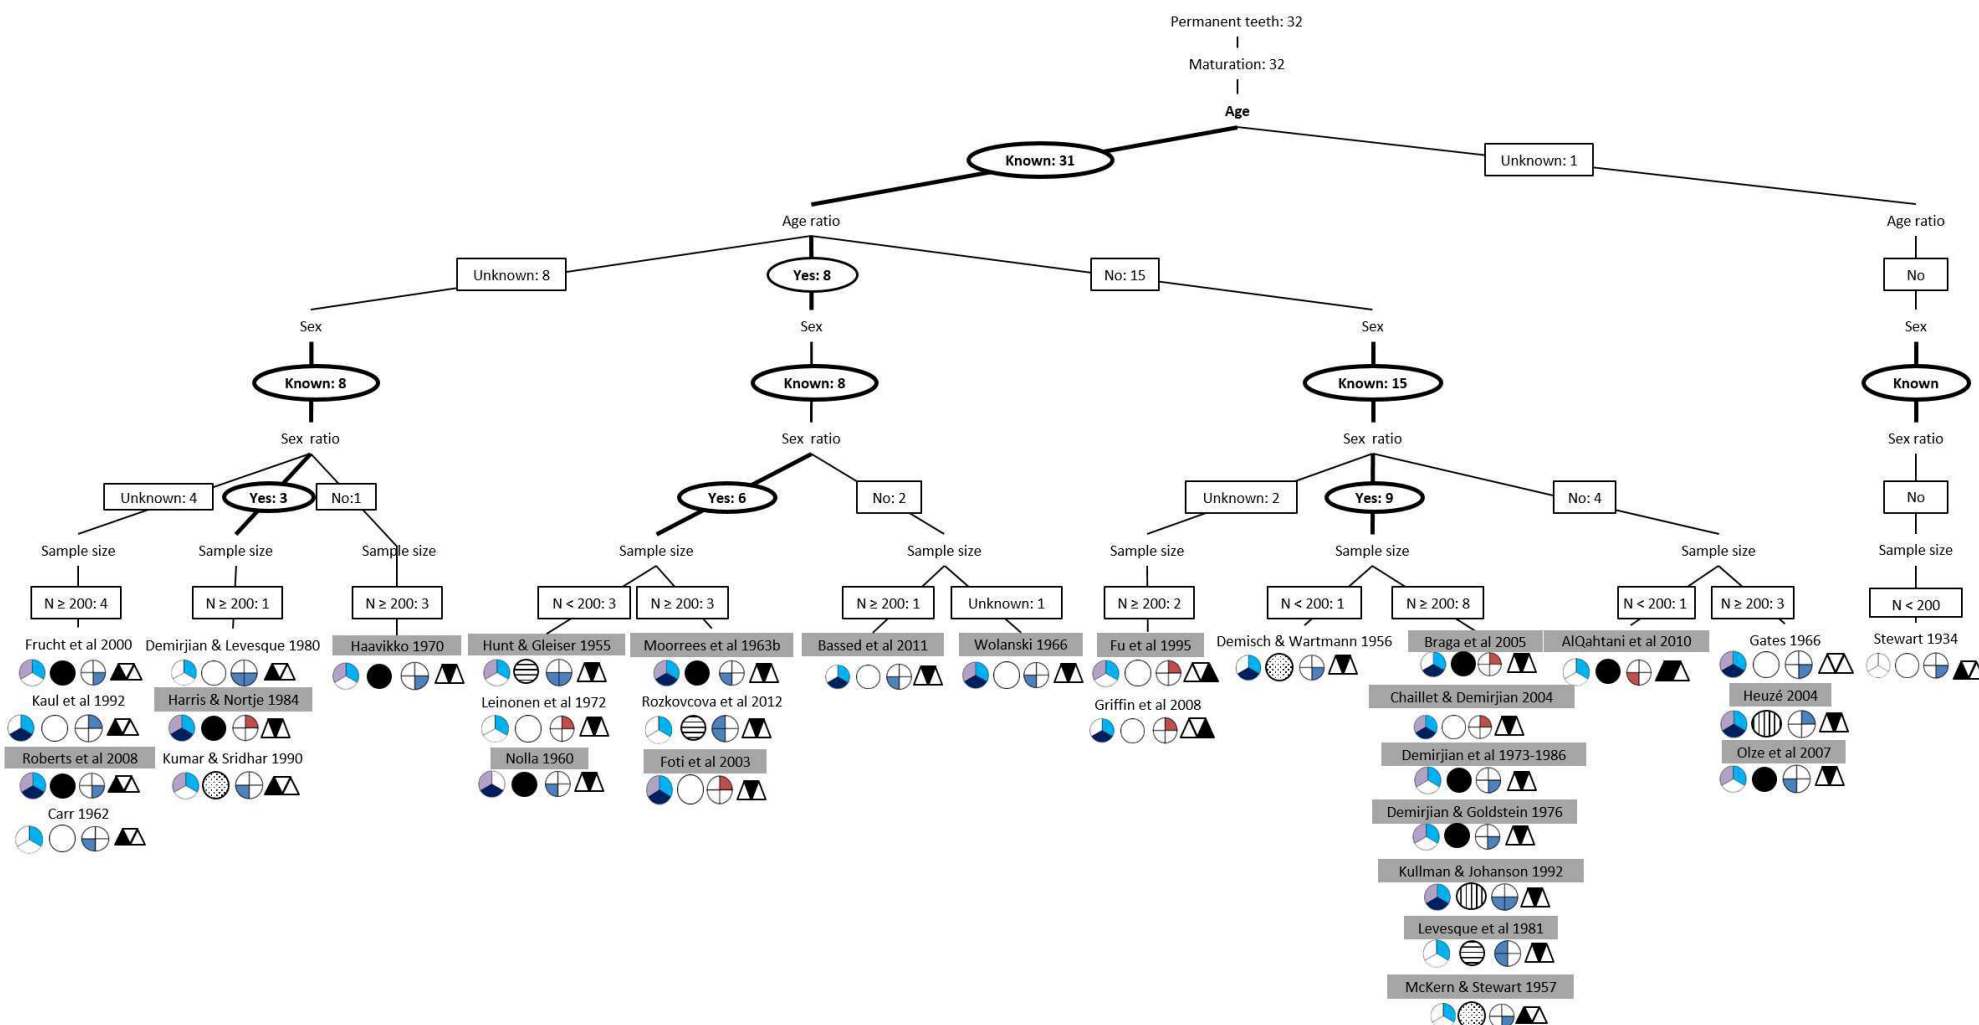 Permanent teeth: 32
Maturation: 32
Age
Known: 31
Unknown: 1
Age ratio
Age ratio
Unknown: 8
Yes: 8
No: 15
No
Sex
Sex
Sex
Sex
Known: 8
Known: 8
Known: 15
Known
Sex ratio
Sex ratio
Sex ratio
Sex ratio
Unknown: 4
Yes: 3
No:1
Yes: 6
No: 2
Unknown: 2
Yes: 9
No: 4
No
Sample size
Sample size
Sample size
Sample size
Sample size
Sample size
Sample size
Sample size
Sample size
N ≥ 200: 4
N ≥ 200: 1
N ≥ 200: 3
N < 200: 3
N ≥ 200: 3
N ≥ 200: 1
Unknown: 1
N ≥ 200: 2
N < 200: 1
N ≥ 200: 8
N < 200: 1
N ≥ 200: 3
N < 200
Frucht et al 2000
Kaul et al 1992
Roberts et al 2008
Carr 1962
Demirjian & Levesque 1980
Harris & Nortje 1984
Kumar & Sridhar 1990
Haavikko 1970
Hunt & Gleiser 1955
Leinonen et al 1972
Nolla 1960
Moorrees et al 1963b
Rozkovcova et al 2012
Foti et al 2003
Bassed et al 2011
Wolanski 1966
Fu et al 1995
Griffin et al 2008
Demisch & Wartmann 1956
Braga et al 2005
Chaillet & Demirjian 2004
Demirjian et al 1973-1986
Demirjian & Goldstein 1976
Kullman & Johanson 1992
Levesque et al 1981
McKern & Stewart 1957
AlQahtani et al 2010
Gates 1966
Heuzé 2004
Olze et al 2007
Stewart 1934